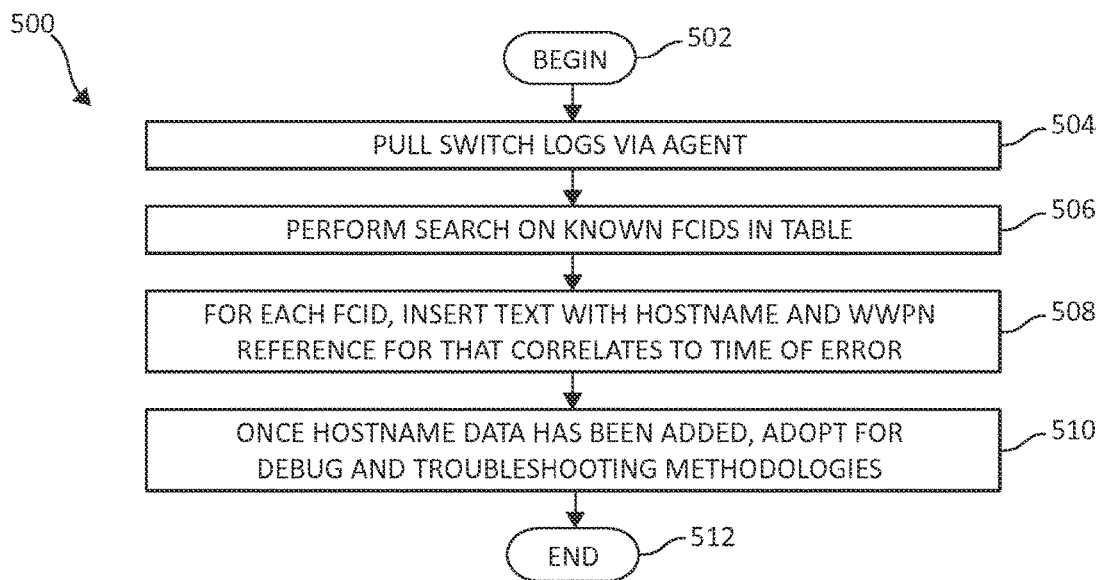 500
BEGIN
502
PULL SWITCH LOGS VIA AGENT
504
PERFORM SEARCH ON KNOWN FCIDS IN TABLE
506
FOR EACH FCID, INSERT TEXT WITH HOSTNAME AND WWPN
REFERENCE FOR THAT CORRELATES TO TIME OF ERROR
508
ONCE HOSTNAME DATA HAS BEEN ADDED, ADOPT FOR
DEBUG AND TROUBLESHOOTING METHODOLOGIES
510
END
512